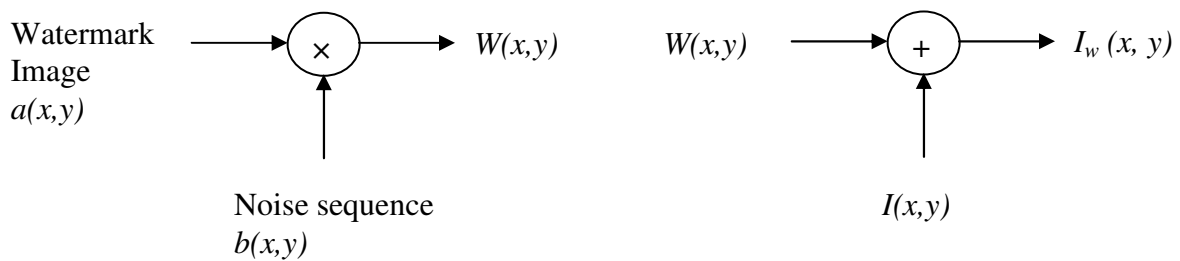 Watermark
Image
a(x,y)
×
W(x,y)
Noise sequence
b(x,y)
W(x,y)
+
I_w (x, y)
I(x,y)